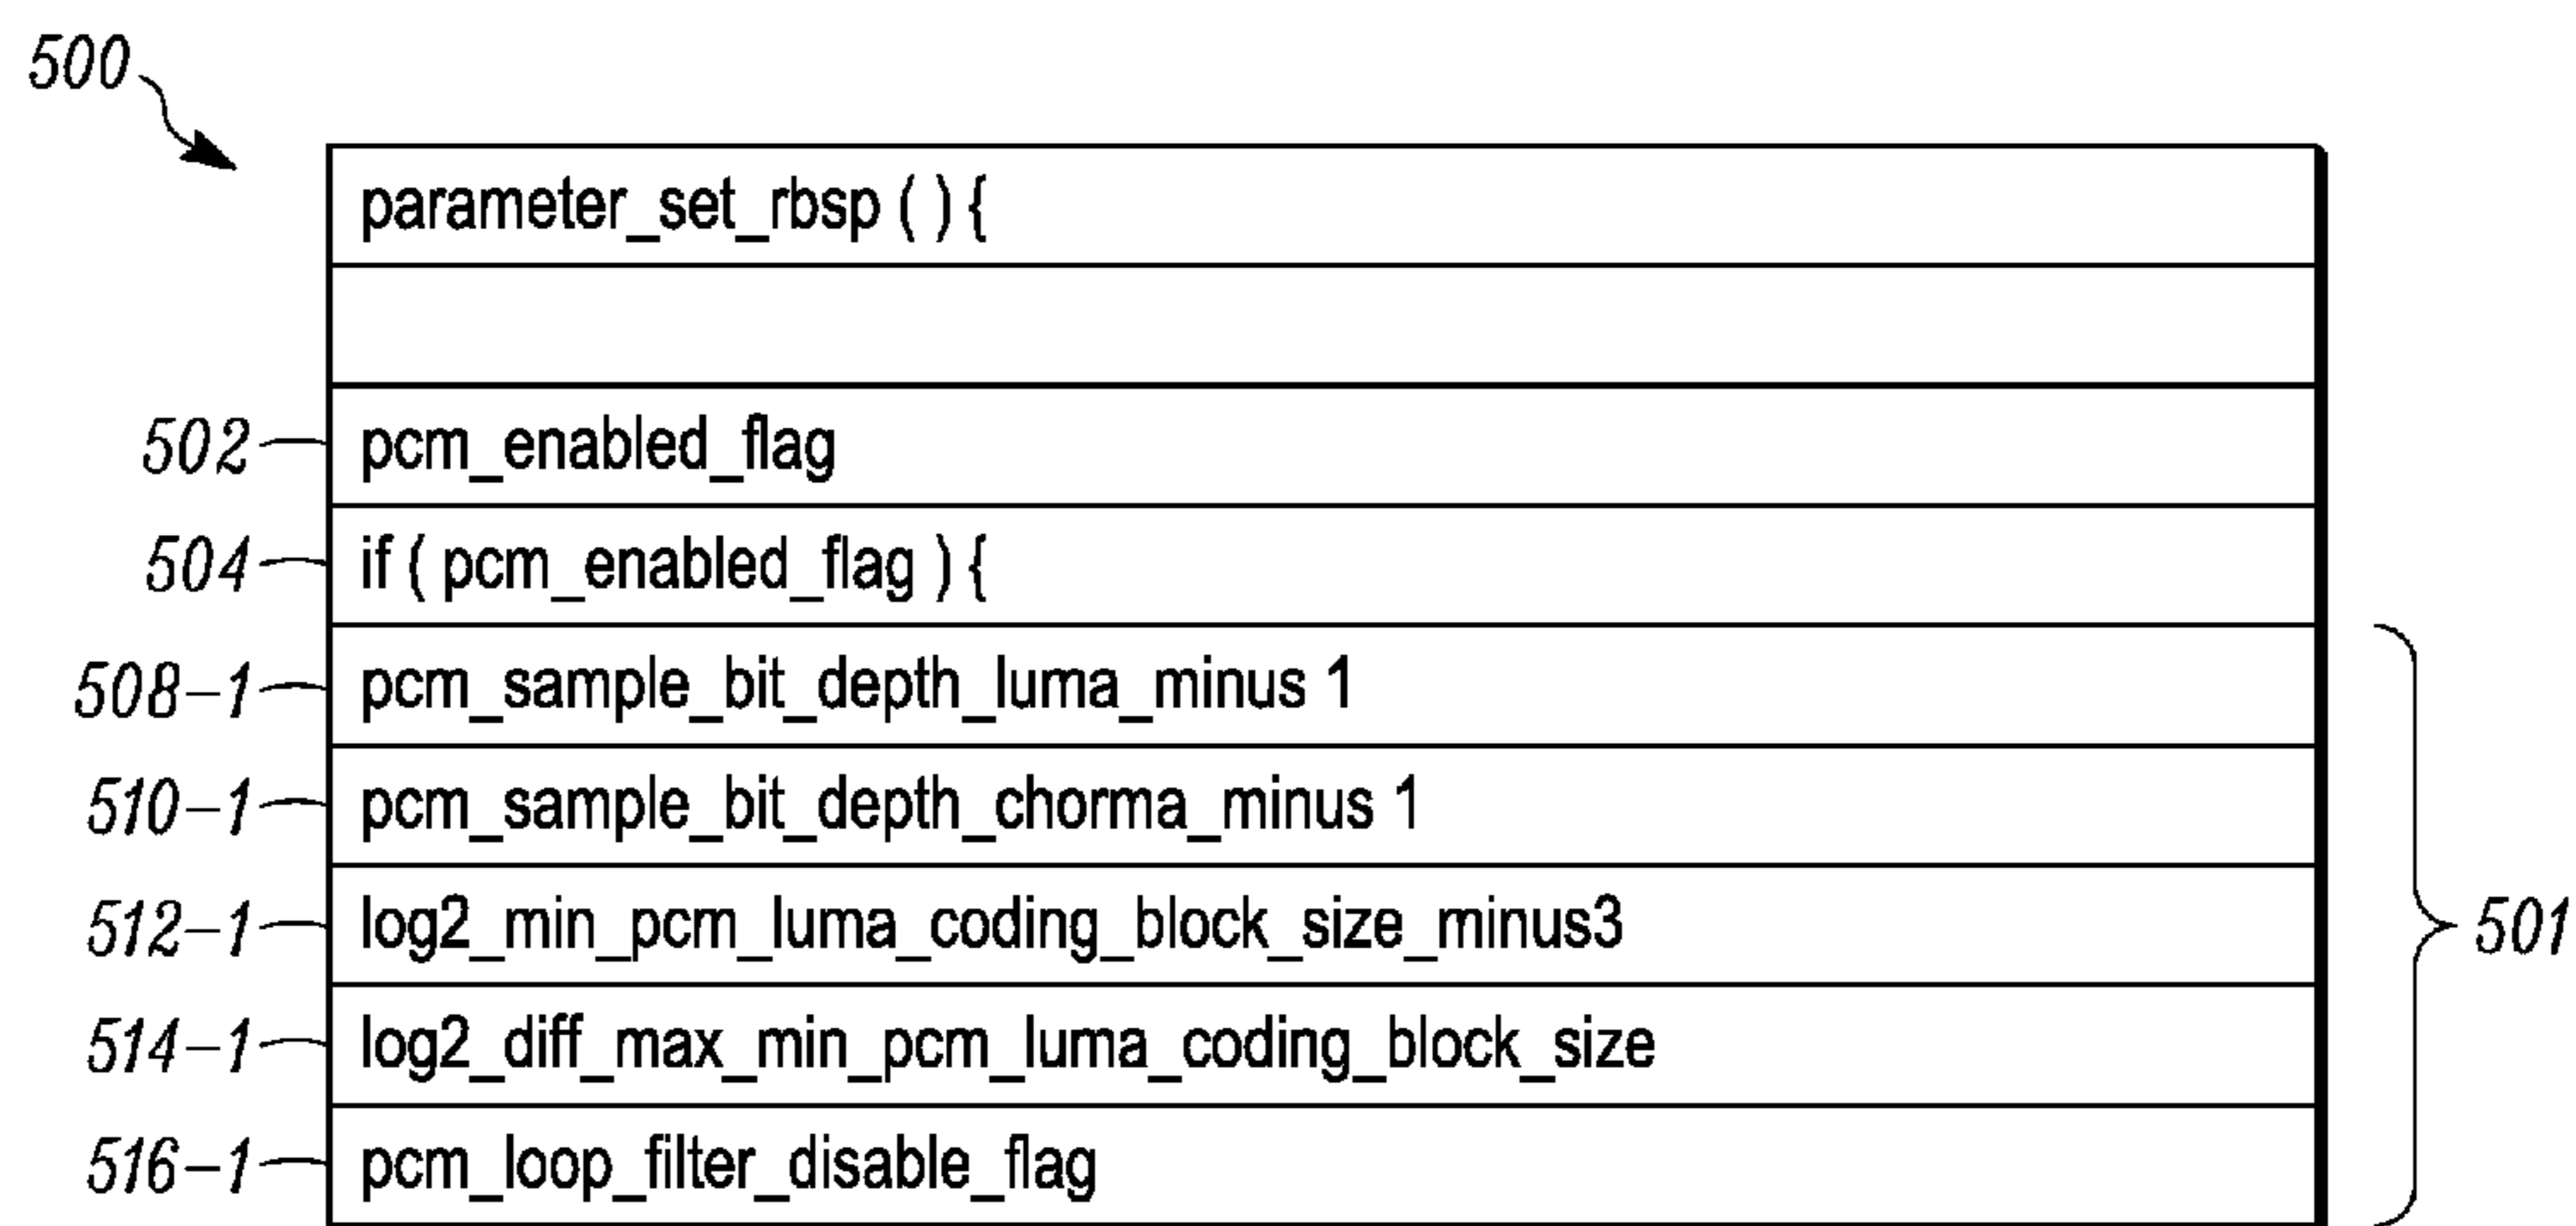 500
parameter_set_rbsp ( ) {
502 pcm_enabled_flag
504 if ( pcm_enabled_flag ) {
508-1 pcm_sample_bit_depth_luma_minus 1
510-1 pcm_sample_bit_depth_chorma_minus 1
512-1 log2_min_pcm_luma_coding_block_size_minus3 501
514-1 log2_diff_max_min_pcm_luma_coding_block_size
516-1 pcm_loop_filter_disable_flag